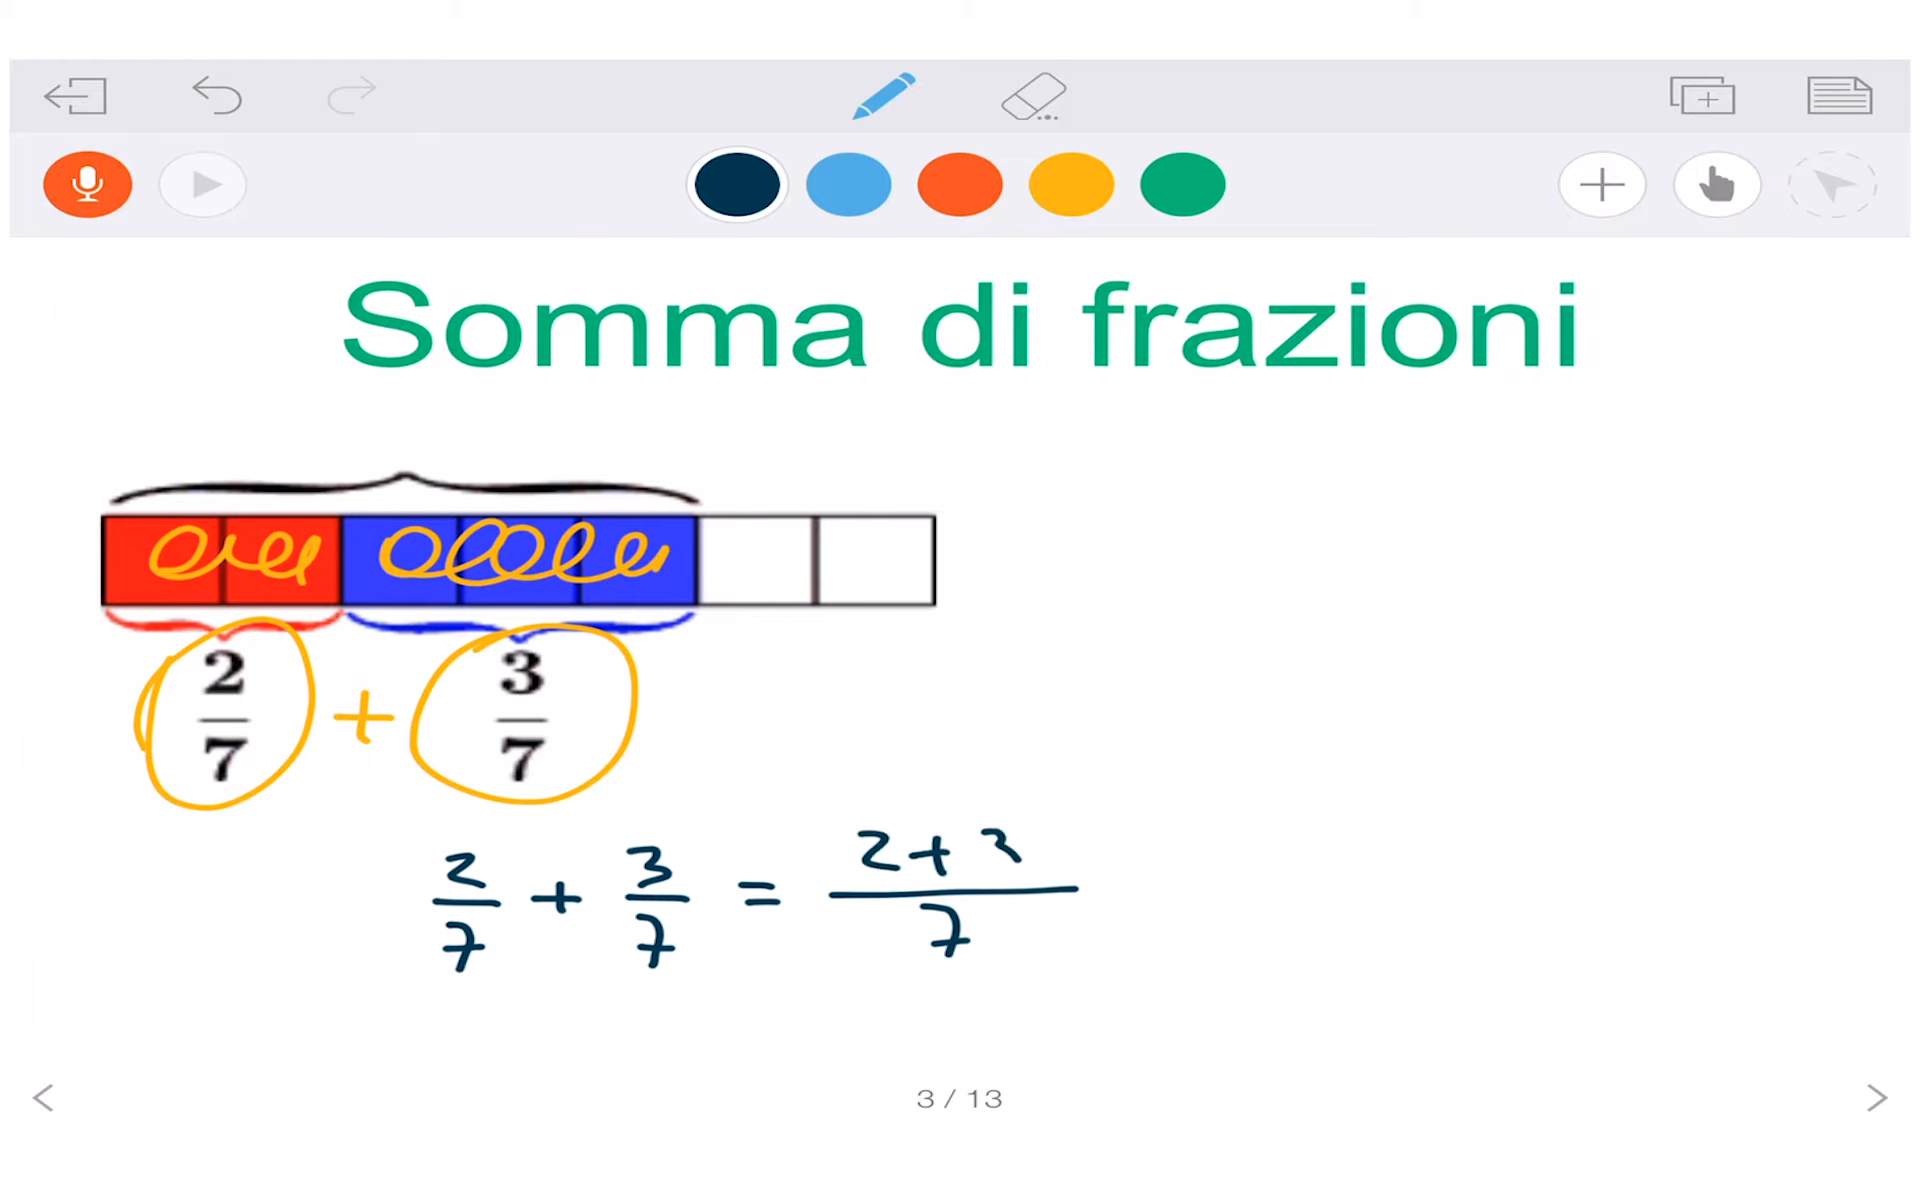 Somma di frazioni
2/7 + 3/7
2/7 + 3/7 = 2+3/7
3 / 13